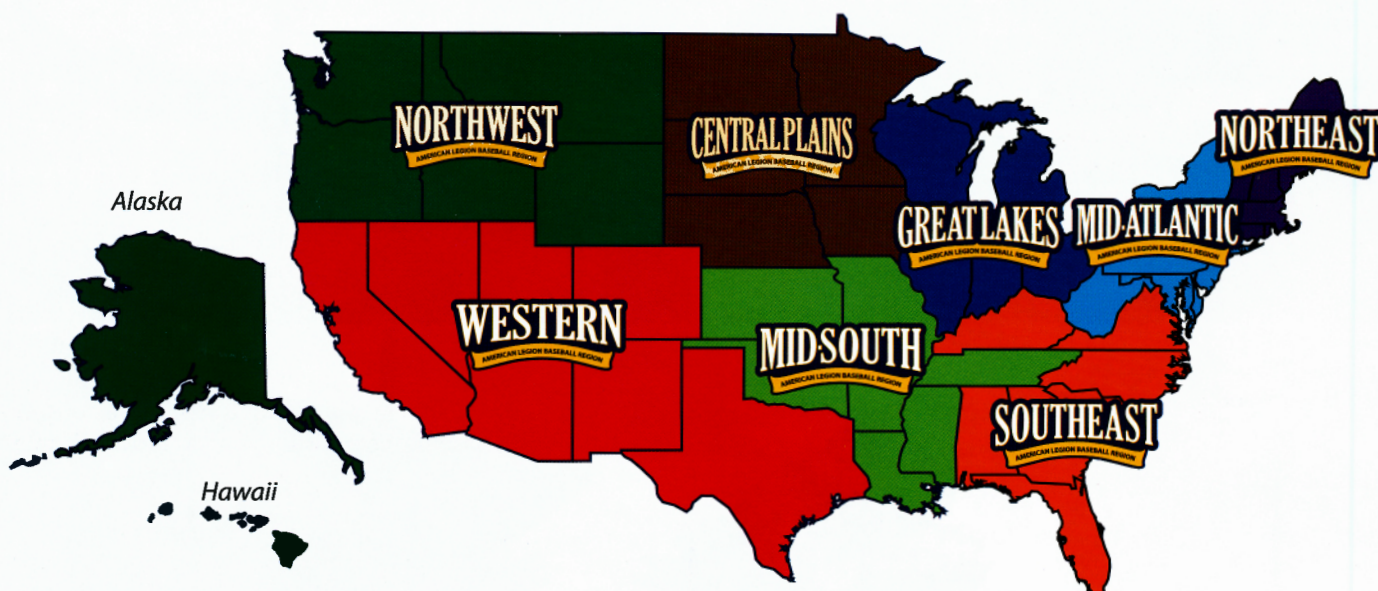 NORTHWEST
AMERICAN LEGION BASEBALL REGION
CENTRAL PLAINS
AMERICAN LEGION BASEBALL REGION
NORTHEAST
AMERICAN LEGION BASEBALL REGION
Alaska
GREAT LAKES
AMERICAN LEGION BASEBALL REGION
MID-ATLANTIC
AMERICAN LEGION BASEBALL REGION
WESTERN
AMERICAN LEGION BASEBALL REGION
MID-SOUTH
AMERICAN LEGION BASEBALL REGION
SOUTHEAST
AMERICAN LEGION BASEBALL REGION
Hawaii